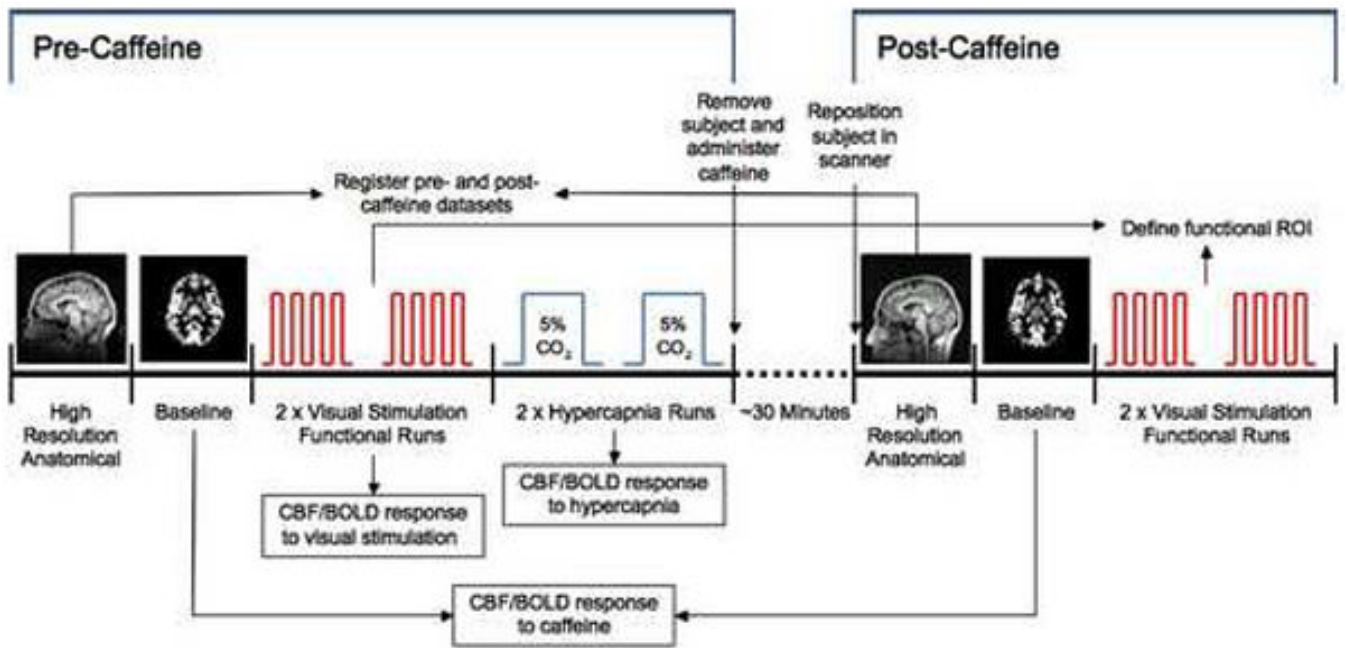 Pre-Caffeine
Post-Caffeine
Remove
subject and
administer
caffeine
Reposition
subject in
scanner
Register pre- and post-
caffeine datasets
Define functional ROI
5%
CO₂
5%
CO₂
High
Resolution
Anatomical
Baseline
2 x Visual Stimulation
Functional Runs
2 x Hypercapnia Runs
~30 Minutes
High
Resolution
Anatomical
Baseline
2 x Visual Stimulation
Functional Runs
CBF/BOLD response
to visual stimulation
CBF/BOLD response
to hypercapnia
CBF/BOLD response
to caffeine